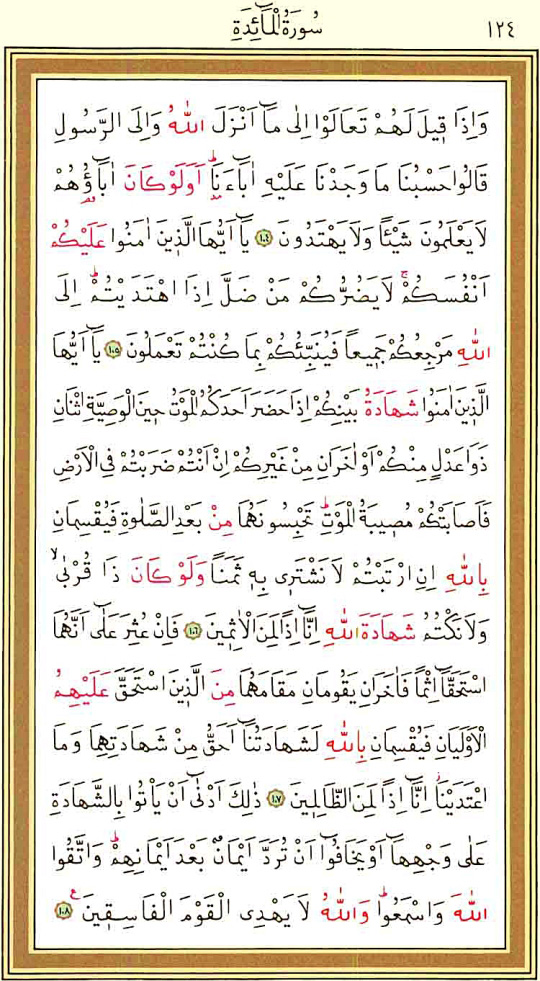 سُورَةُ الْمَٓائِدَةِ ١٢٤
وَاِذَا ق۪يلَ لَهُمْ تَعَالَوْا اِلٰى مَٓا اَنْزَلَ اللّٰهُ وَاِلَى الرَّسُولِ
قَالُوا حَسْبُنَا مَا وَجَدْنَا عَلَيْهِ اٰبَٓاءَنَاۜ اَوَلَوْ كَانَ اٰبَٓاؤُ۬هُمْ
لَا يَعْلَمُونَ شَيْـًٔا وَلَا يَهْتَدُونَ ﴿١٠٤﴾ يَٓا اَيُّهَا الَّذ۪ينَ اٰمَنُوا عَلَيْكُمْ
اَنْفُسَكُمْۚ لَا يَضُرُّكُمْ مَنْ ضَلَّ اِذَا اهْتَدَيْتُمْۜ اِلَى
اللّٰهِ مَرْجِعُكُمْ جَم۪يعًا فَيُنَبِّئُكُمْ بِمَا كُنْتُمْ تَعْمَلُونَ ﴿١٠٥﴾ يَٓا اَيُّهَا
الَّذ۪ينَ اٰمَنُوا شَهَادَةُ بَيْنِكُمْ اِذَا حَضَرَ اَحَدَكُمُ الْمَوْتُ ح۪ينَ الْوَصِيَّةِ اثْنَانِ
ذَوَا عَدْلٍ مِنْكُمْ اَوْ اٰخَرَانِ مِنْ غَيْرِكُمْ اِنْ اَنْتُمْ ضَرَبْتُمْ فِي الْاَرْضِ
فَاَصَابَتْكُمْ مُص۪يبَةُ الْمَوْتِۜ تَحْبِسُونَهُمَا مِنْ بَعْدِ الصَّلٰوةِ فَيُقْسِمَانِ
بِاللّٰهِ اِنِ ارْتَبْتُمْ لَا نَشْتَر۪ي بِه۪ ثَمَنًا وَلَوْ كَانَ ذَا قُرْبٰىۙ
وَلَا نَكْتُمُ شَهَادَةَ اللّٰهِ اِنَّٓا اِذًا لَمِنَ الْاٰثِم۪ينَ ﴿١٠٦﴾ فَاِنْ عُثِرَ عَلٰٓى اَنَّهُمَا
اسْتَحَقَّٓا اِثْمًا فَاٰخَرَانِ يَقُومَانِ مَقَامَهُمَا مِنَ الَّذ۪ينَ اسْتَحَقَّ عَلَيْهِمُ
الْاَوْلَيَانِ فَيُقْسِمَانِ بِاللّٰهِ لَشَهَادَتُنَٓا اَحَقُّ مِنْ شَهَادَتِهِمَا وَمَا
اعْتَدَيْنَاۘ اِنَّٓا اِذًا لَمِنَ الظَّالِم۪ينَ ﴿١٠٧﴾ ذٰلِكَ اَدْنٰٓى اَنْ يَأْتُوا بِالشَّهَادَةِ
عَلٰى وَجْهِهَٓا اَوْ يَخَافُٓوا اَنْ تُرَدَّ اَيْمَانٌ بَعْدَ اَيْمَانِهِمْۜ وَاتَّقُوا
اللّٰهَ وَاسْمَعُواۜ وَاللّٰهُ لَا يَهْدِي الْقَوْمَ الْفَاسِق۪ينَ۟ ﴿١٠٨﴾